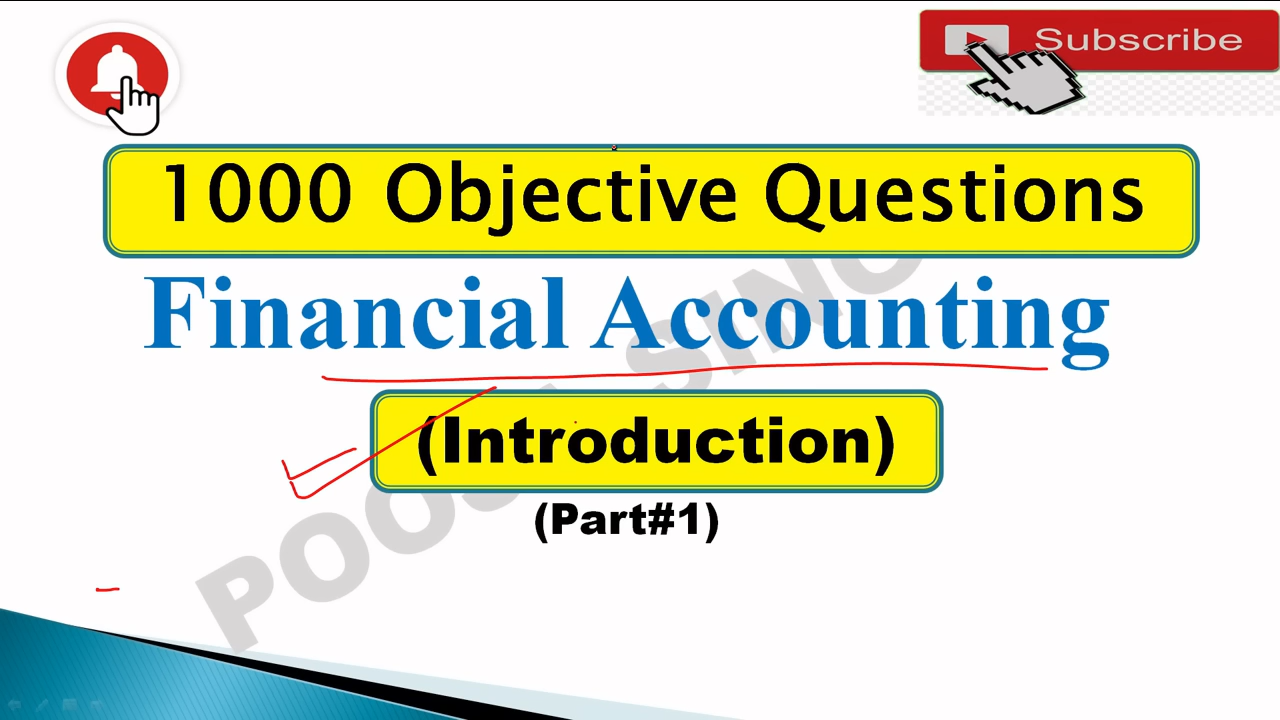 Subscribe
1000 Objective Questions
Financial Accounting
(Introduction)
(Part#1)